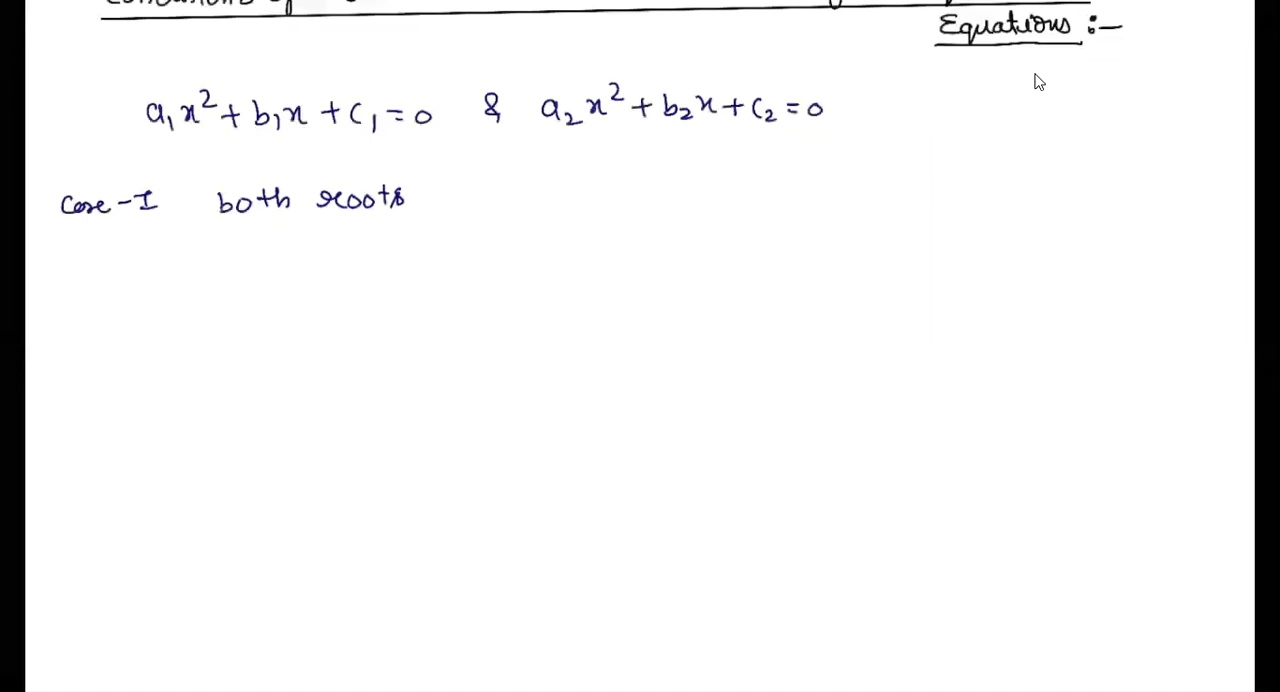 Equations :-
a₁x² + b₁x + c₁ = 0 & a₂x² + b₂x + c₂ = 0
Case-I both roots